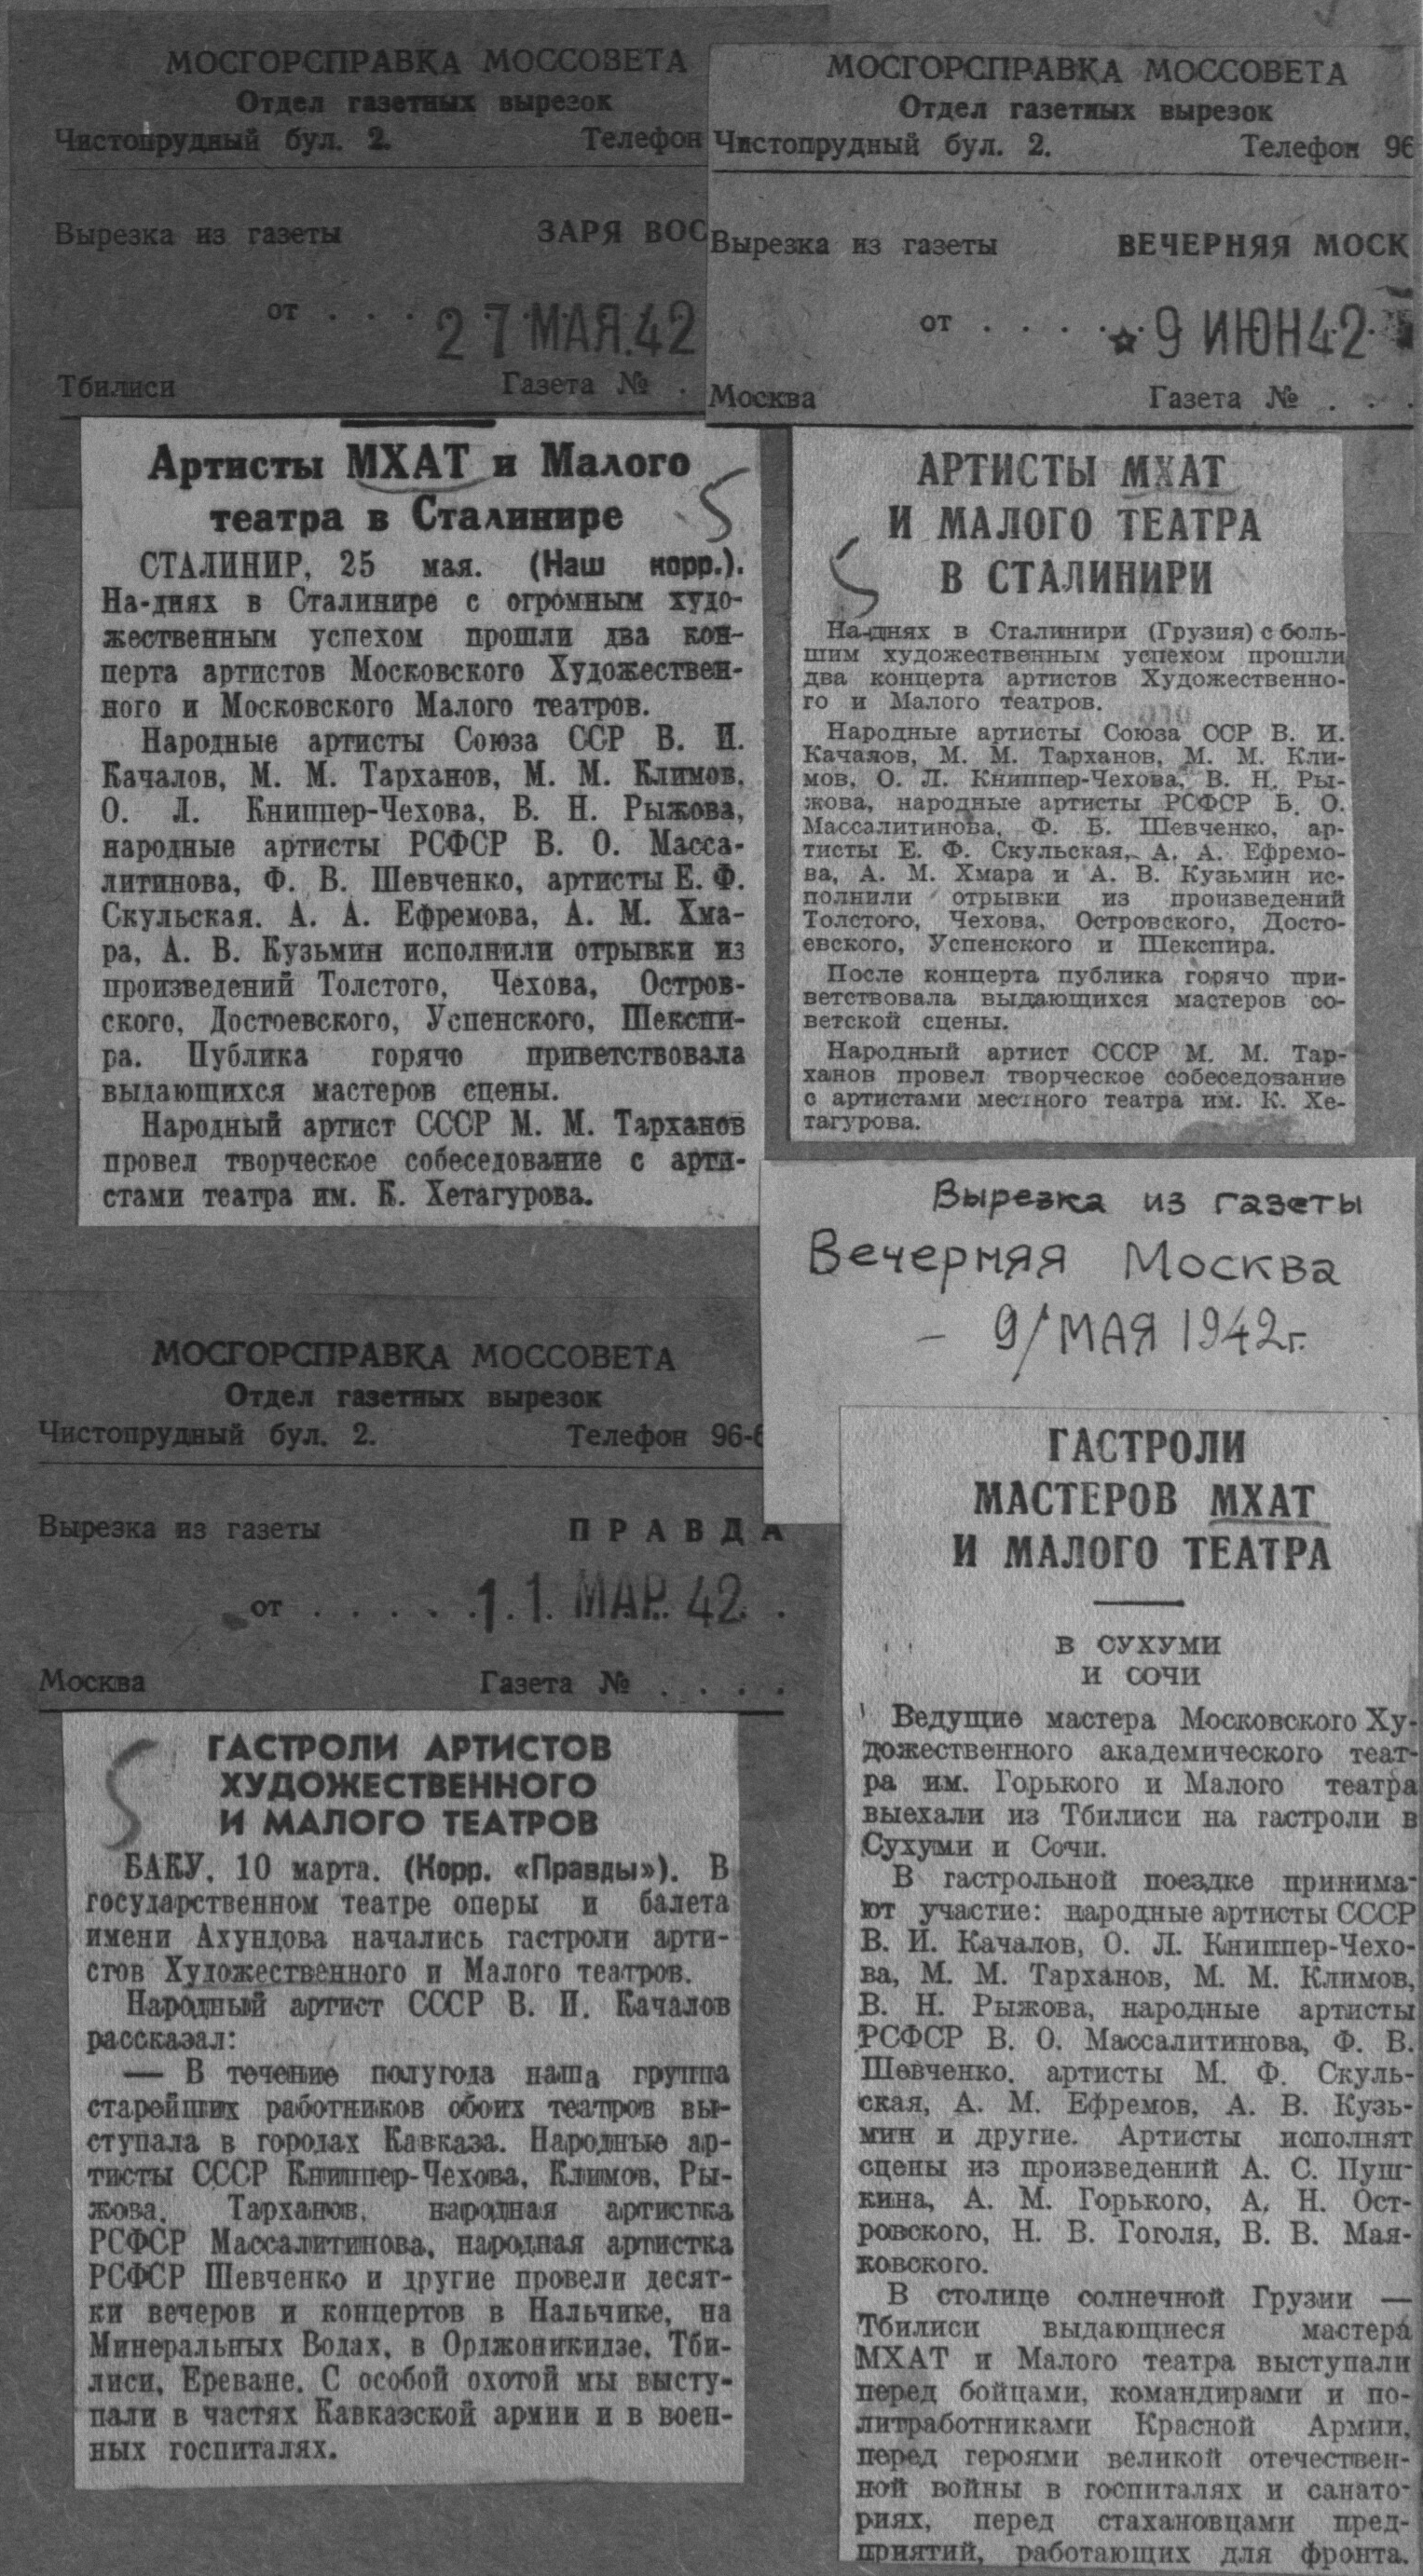 МОСГОРСПРАВКА МОССОВЕТА
Отдел газетных вырезок
Чистопрудный бул. 2. Телефон
Вырезка из газеты ЗАРЯ ВОС
от . . . .
27 МАЯ 42
Тбилиси Газета № .
Артисты МХАТ и Малого
театра в Сталинире
5
СТАЛИНИР, 25 мая. (Наш корр.).
На-днях в Сталинире с огромным худо-
жественным успехом прошли два кон-
церта артистов Московского Художествен-
ного и Московского Малого театров.
Народные артисты Союза ССР В. И.
Качалов, М. М. Тарханов, М. М. Климов,
О. Л. Книппер-Чехова, В. Н. Рыжова,
народные артисты РСФСР В. О. Масса-
литинова, Ф. В. Шевченко, артисты Е. Ф.
Скульская. А. А. Ефремова, А. М. Хма-
ра, А. В. Кузьмин исполнили отрывки из
произведений Толстого, Чехова, Остров-
ского, Достоевского, Успенского, Шекспи-
ра. Публика горячо приветствовала
выдающихся мастеров сцены.
Народный артист СССР М. М. Тарханов
провел творческое собеседование с арти-
стами театра им. К. Хетагурова.
МОСГОРСПРАВКА МОССОВЕТА
Отдел газетных вырезок
Чистопрудный бул. 2. Телефон 96
Вырезка из газеты ВЕЧЕРНЯЯ МОСК
от . . . . .
9 ИЮН 42
Москва Газета № . . .
АРТИСТЫ МХАТ
И МАЛОГО ТЕАТРА
В СТАЛИНИРИ
5
На-днях в Сталинири (Грузия) с боль-
шим художественным успехом прошли
два концерта артистов Художественно-
го и Малого театров.
Народные артисты Союза ССР В. И.
Качалов, М. М. Тарханов, М. М. Кли-
мов, О. Л. Книппер-Чехова, В. Н. Ры-
жова, народные артисты РСФСР В. О.
Массалитинова, Ф. В. Шевченко, ар-
тисты Е. Ф. Скульская, А. А. Ефремо-
ва, А. М. Хмара и А. В. Кузьмин ис-
полнили отрывки из произведений
Толстого, Чехова, Островского, Досто-
евского, Успенского и Шекспира.
После концерта публика горячо при-
ветствовала выдающихся мастеров со-
ветской сцены.
Народный артист СССР М. М. Тар-
ханов провел творческое собеседование
с артистами местного театра им. К. Хе-
тагурова.
МОСГОРСПРАВКА МОССОВЕТА
Отдел газетных вырезок
Чистопрудный бул. 2. Телефон 96-6
Вырезка из газеты ПРАВДА
от . . . . . .
11. МАР. 42.
Москва Газета № . . . .
5
ГАСТРОЛИ АРТИСТОВ
ХУДОЖЕСТВЕННОГО
И МАЛОГО ТЕАТРОВ
БАКУ, 10 марта. (Корр. «Правды»). В
государственном театре оперы и балета
имени Ахундова начались гастроли арти-
стов Художественного и Малого театров.
Народный артист СССР В. И. Качалов
рассказал:
— В течение полугода наша группа
старейших работников обоих театров вы-
ступала в городах Кавказа. Народные ар-
тисты СССР Книппер-Чехова, Климов, Ры-
жова, Тарханов, народная артистка
РСФСР Массалитинова, народная артистка
РСФСР Шевченко и другие провели десят-
ки вечеров и концертов в Нальчике, на
Минеральных Водах, в Орджоникидзе, Тби-
лиси, Ереване. С особой охотой мы высту-
пали в частях Кавказской армии и в воен-
ных госпиталях.
Вырезка из газеты
Вечерняя Москва
– 9/МАЯ 1942г.
ГАСТРОЛИ
МАСТЕРОВ МХАТ
И МАЛОГО ТЕАТРА
В СУХУМИ
И СОЧИ
Ведущие мастера Московского Ху-
дожественного академического теат-
ра им. Горького и Малого театра
выехали из Тбилиси на гастроли в
Сухуми и Сочи.
В гастрольной поездке принима-
ют участие: народные артисты СССР
В. И. Качалов, О. Л. Книппер-Чехо-
ва, М. М. Тарханов, М. М. Климов,
В. Н. Рыжова, народные артисты
РСФСР В. О. Массалитинова, Ф. В.
Шевченко, артисты М. Ф. Скуль-
ская, А. М. Ефремов, А. В. Кузь-
мин и другие. Артисты исполнят
сцены из произведений А. С. Пуш-
кина, А. М. Горького, А. Н. Ост-
ровского, Н. В. Гоголя, В. В. Мая-
ковского.
В столице солнечной Грузии —
Тбилиси выдающиеся мастера
МХАТ и Малого театра выступали
перед бойцами, командирами и по-
литработниками Красной Армии,
перед героями великой отечествен-
ной войны в госпиталях и санато-
риях, перед стахановцами пред-
приятий, работающих для фронта.